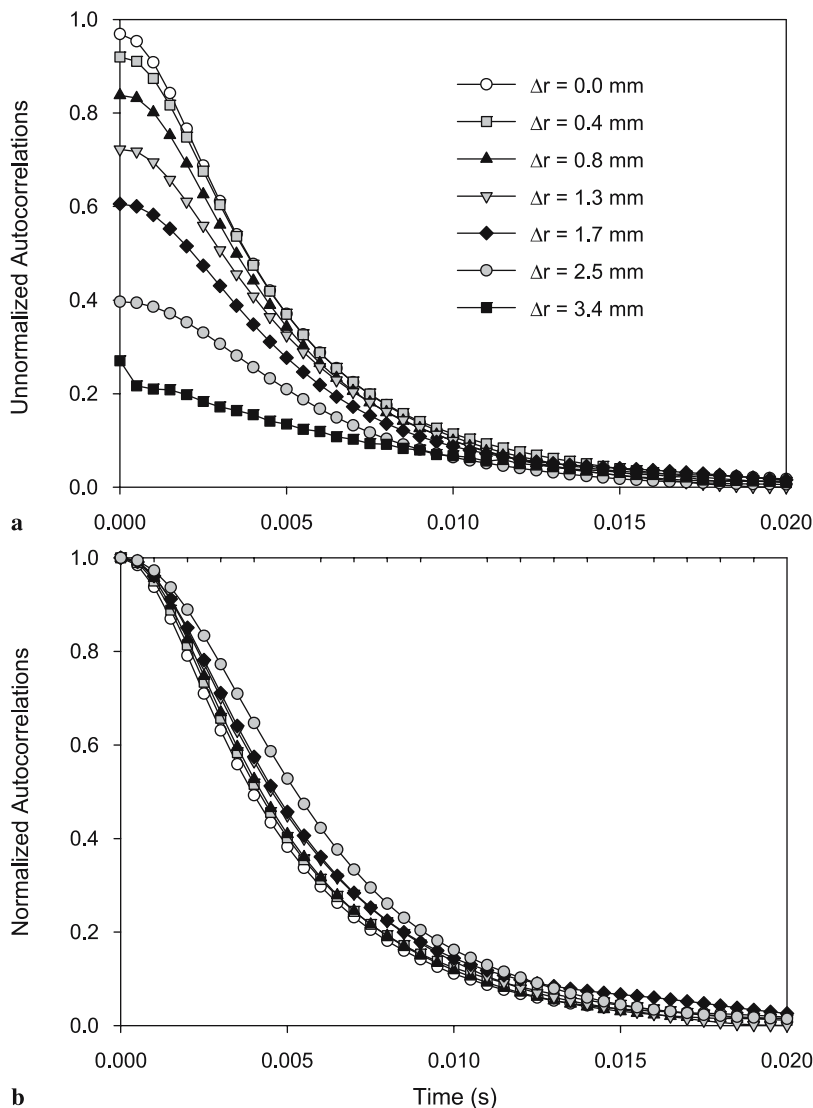 1.0
0.8
0.6
0.4
0.2
0.0
Unnormalized Autocorrelations
Δr = 0.0 mm
Δr = 0.4 mm
Δr = 0.8 mm
Δr = 1.3 mm
Δr = 1.7 mm
Δr = 2.5 mm
Δr = 3.4 mm
0.000 0.005 0.010 0.015 0.020
a
1.0
0.8
0.6
0.4
0.2
0.0
Normalized Autocorrelations
0.000 0.005 0.010 0.015 0.020
Time (s)
b